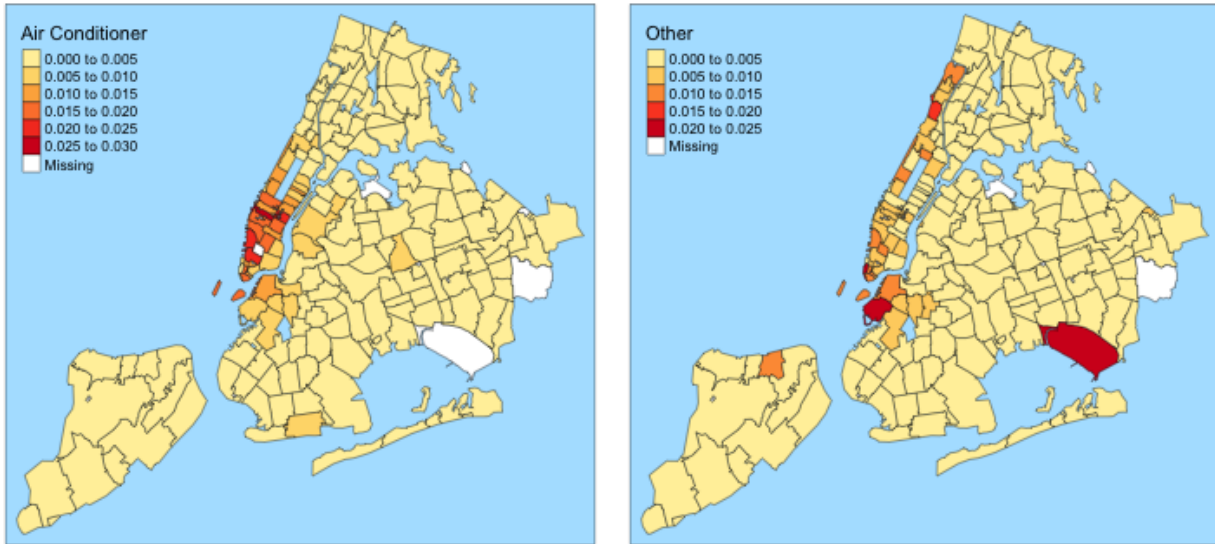 Air Conditioner
0.000 to 0.005
0.005 to 0.010
0.010 to 0.015
0.015 to 0.020
0.020 to 0.025
0.025 to 0.030
Missing
Other
0.000 to 0.005
0.005 to 0.010
0.010 to 0.015
0.015 to 0.020
0.020 to 0.025
Missing